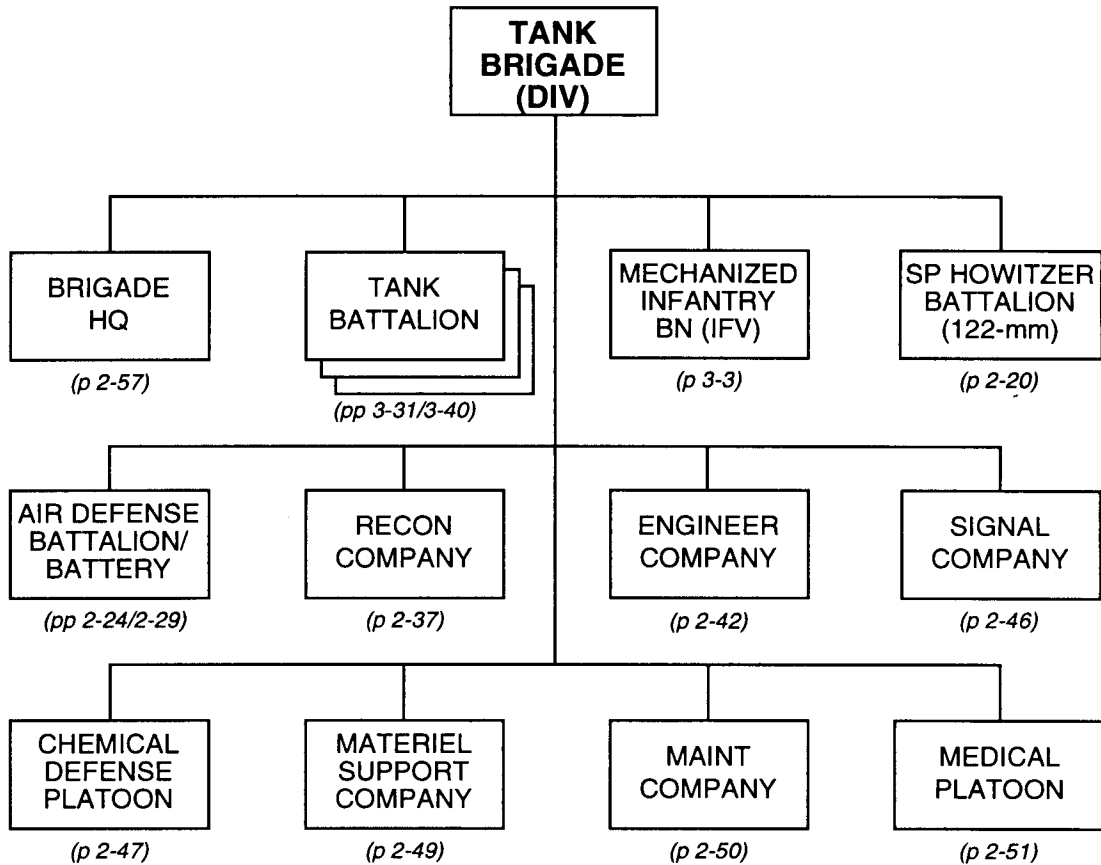 TANK
BRIGADE
(DIV)
BRIGADE
HQ
(p 2-57)
TANK
BATTALION
(pp 3-31/3-40)
MECHANIZED
INFANTRY
BN (IFV)
(p 3-3)
SP HOWITZER
BATTALION
(122-mm)
(p 2-20)
AIR DEFENSE
BATTALION/
BATTERY
(pp 2-24/2-29)
RECON
COMPANY
(p 2-37)
ENGINEER
COMPANY
(p 2-42)
SIGNAL
COMPANY
(p 2-46)
CHEMICAL
DEFENSE
PLATOON
(p 2-47)
MATERIEL
SUPPORT
COMPANY
(p 2-49)
MAINT
COMPANY
(p 2-50)
MEDICAL
PLATOON
(p 2-51)